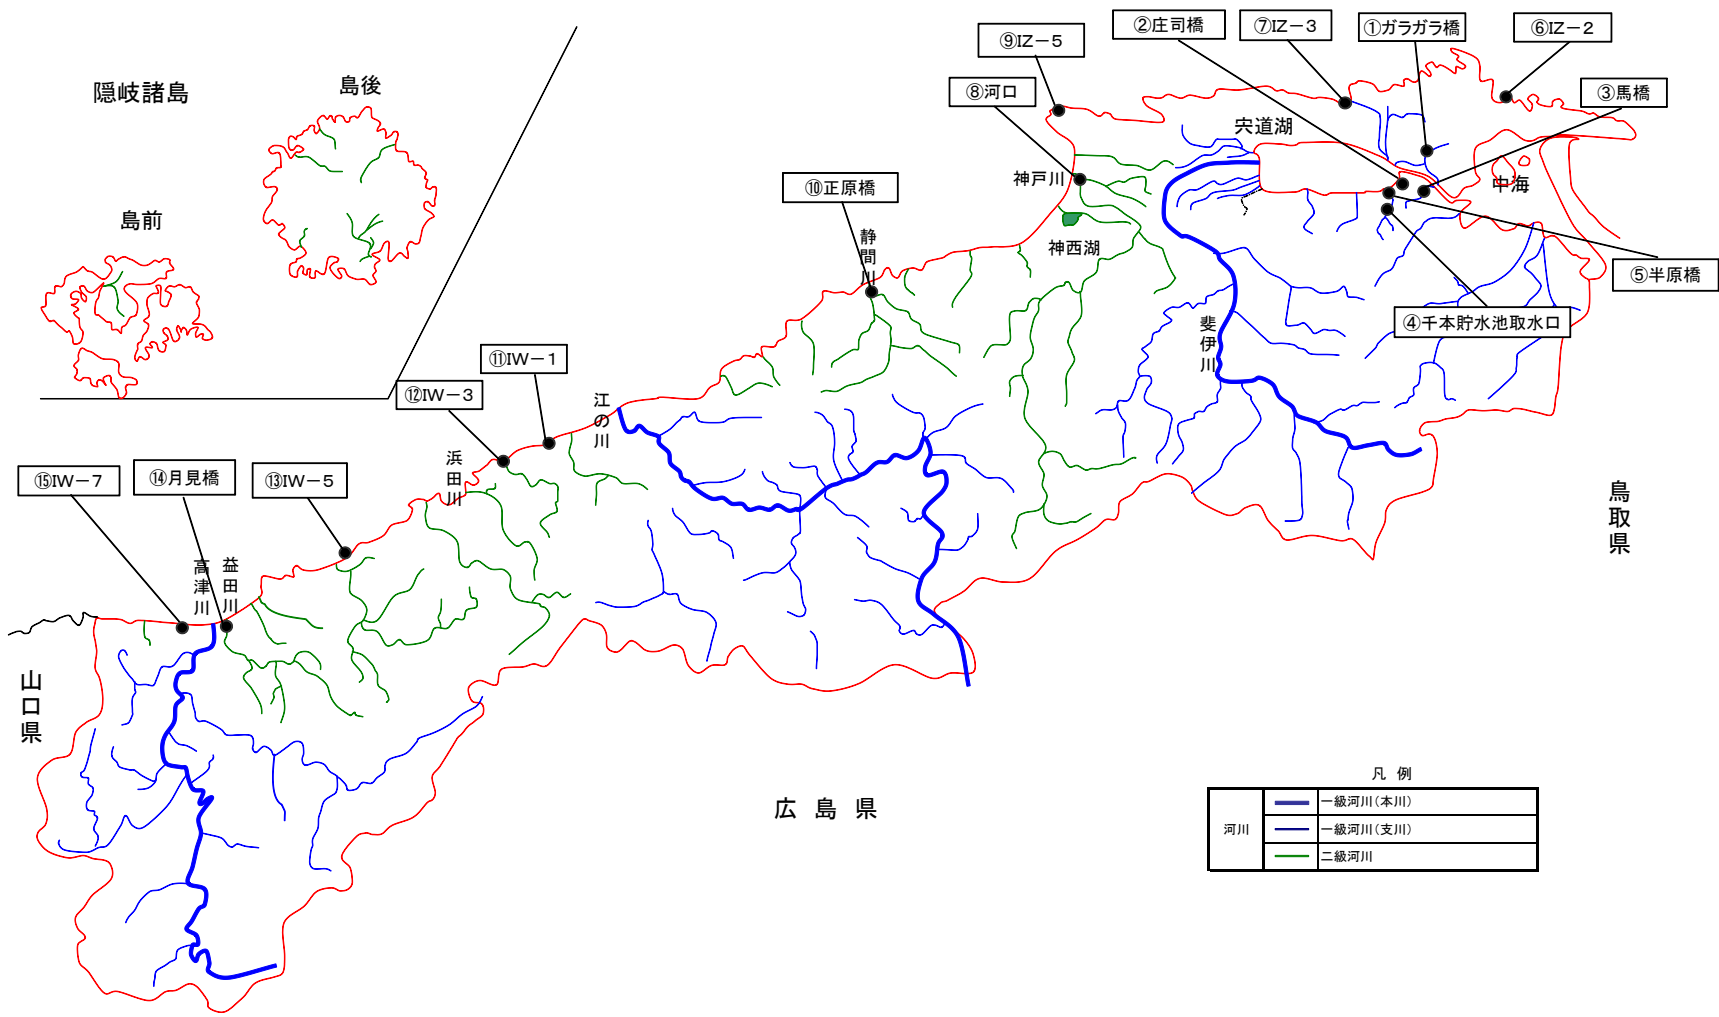 ②庄司橋
⑦IZ－3
①ガラガラ橋
⑥IZ－2
⑨IZ－5
⑧河口
③馬橋
隠岐諸島
島後
島前
宍道湖
中海
神戸川
⑩正原橋
静間川
神西湖
⑤半原橋
④千本貯水池取水口
斐伊川
⑪IW－1
⑫IW－3
江の川
浜田川
⑮IW－7
⑭月見橋
⑬IW－5
鳥取県
高津川
益田川
山口県
広島県
凡例
河川
一級河川（本川）
一級河川（支川）
二級河川